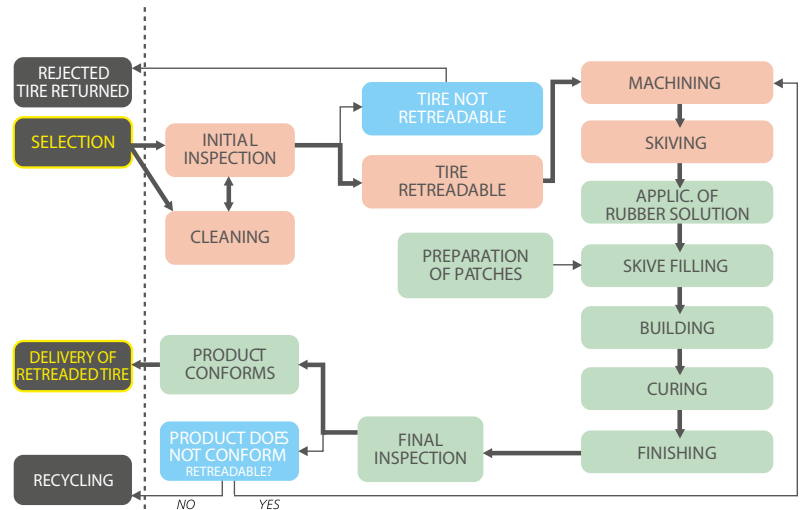 REJECTED
TIRE RETURNED
TIRE NOT
RETREADABLE
MACHINING
SELECTION
INITIAL
INSPECTION
TIRE
RETREADABLE
SKIVING
CLEANING
APPLIC. OF
RUBBER SOLUTION
PREPARATION
OF PATCHES
SKIVE FILLING
BUILDING
DELIVERY OF
RETREADED TIRE
PRODUCT
CONFORMS
CURING
PRODUCT DOES
NOT CONFORM
RETREADABLE?
FINAL
INSPECTION
FINISHING
RECYCLING
NO
YES